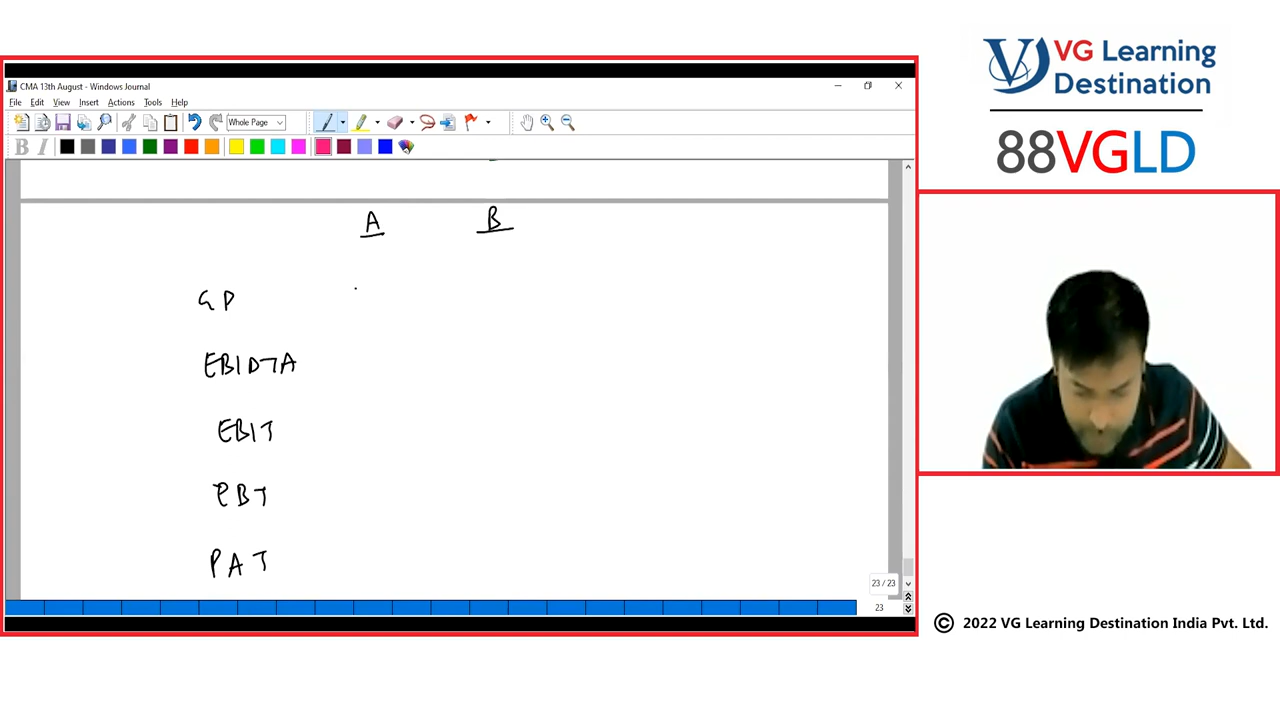 CMA 13th August - Windows Journal
File Edit View Insert Actions Tools Help
Whole Page
B I
A B
GP
EBIDTA
EBIT
PBT
PAT
23 / 23
23
VG Learning
Destination
88VGLD
© 2022 VG Learning Destination India Pvt. Ltd.